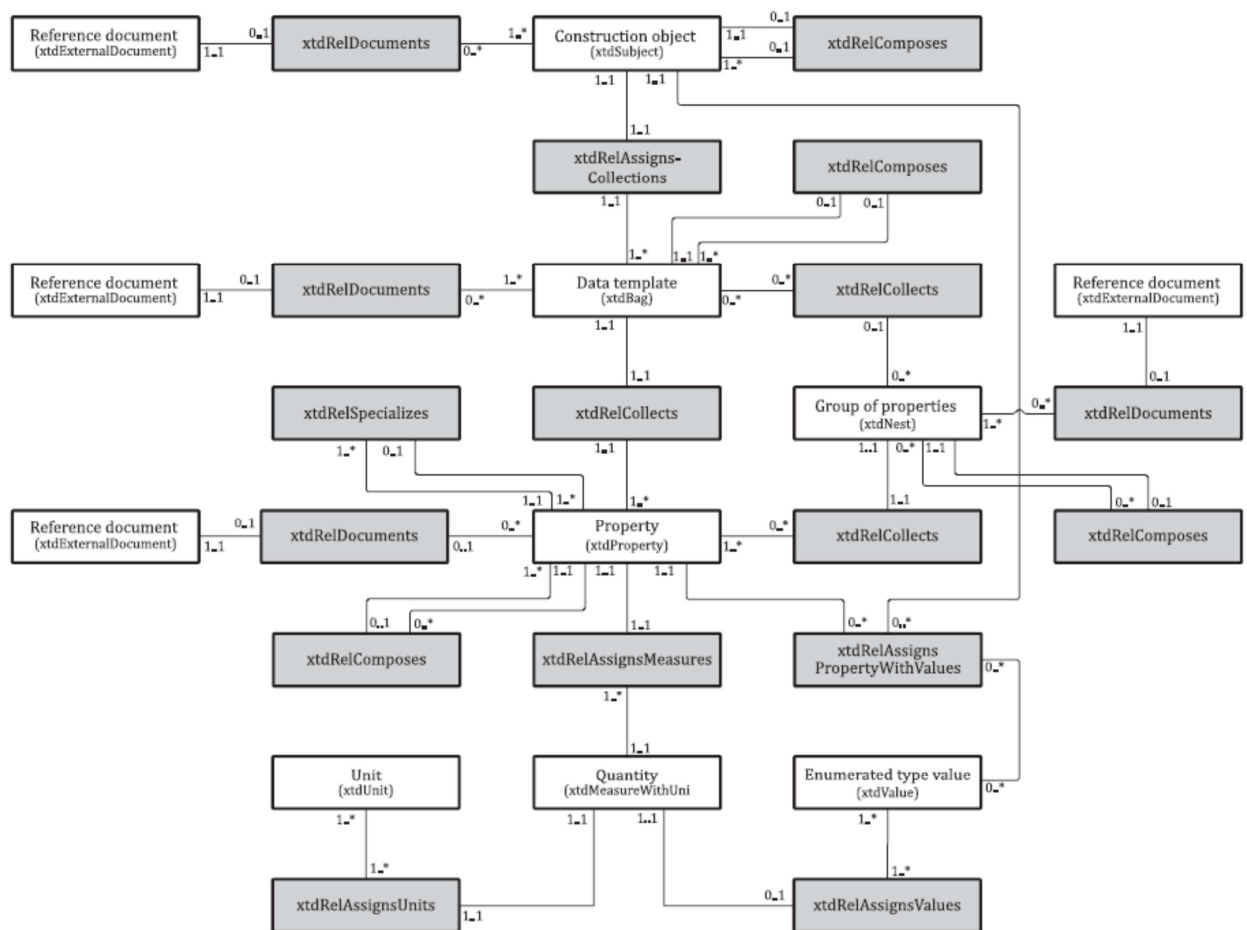 Reference document
(xtdExternalDocument)
1..1
0..1
xtdRelDocuments
0..*
1..*
Construction object
(xtdSubject)
0..1
1..1
0..1
1..*
xtdRelComposes
1..1
1..1
1..1
xtdRelAssigns-
Collections
1..1
xtdRelComposes
0..1
0..1
1..*
1..1
1..*
Reference document
(xtdExternalDocument)
1..1
0..1
xtdRelDocuments
0..*
1..*
Data template
(xtdBag)
0..*
0..*
xtdRelCollects
Reference document
(xtdExternalDocument)
1..1
0..1
1..1
1..1
0..1
0..*
xtdRelSpecializes
xtdRelCollects
Group of properties
(xtdNest)
0..*
1..*
xtdRelDocuments
1..*
0..1
1..1
1..1
0..*
1..1
1..1
1..*
1..*
1..1
0..*
0..1
Reference document
(xtdExternalDocument)
1..1
0..1
xtdRelDocuments
0..1
0..*
Property
(xtdProperty)
0..*
1..*
xtdRelCollects
xtdRelComposes
1..*
1..1
1..1
1..1
0..1
0..*
1..1
0..*
0..*
xtdRelComposes
xtdRelAssignsMeasures
xtdRelAssigns
PropertyWithValues
0..*
1..*
1..1
Unit
(xtdUnit)
Quantity
(xtdMeasureWithUni
Enumerated type value
(xtdValue)
0..*
1..*
1..1
1..1
1..*
1..*
1..*
xtdRelAssignsUnits
1..1
0..1
xtdRelAssignsValues